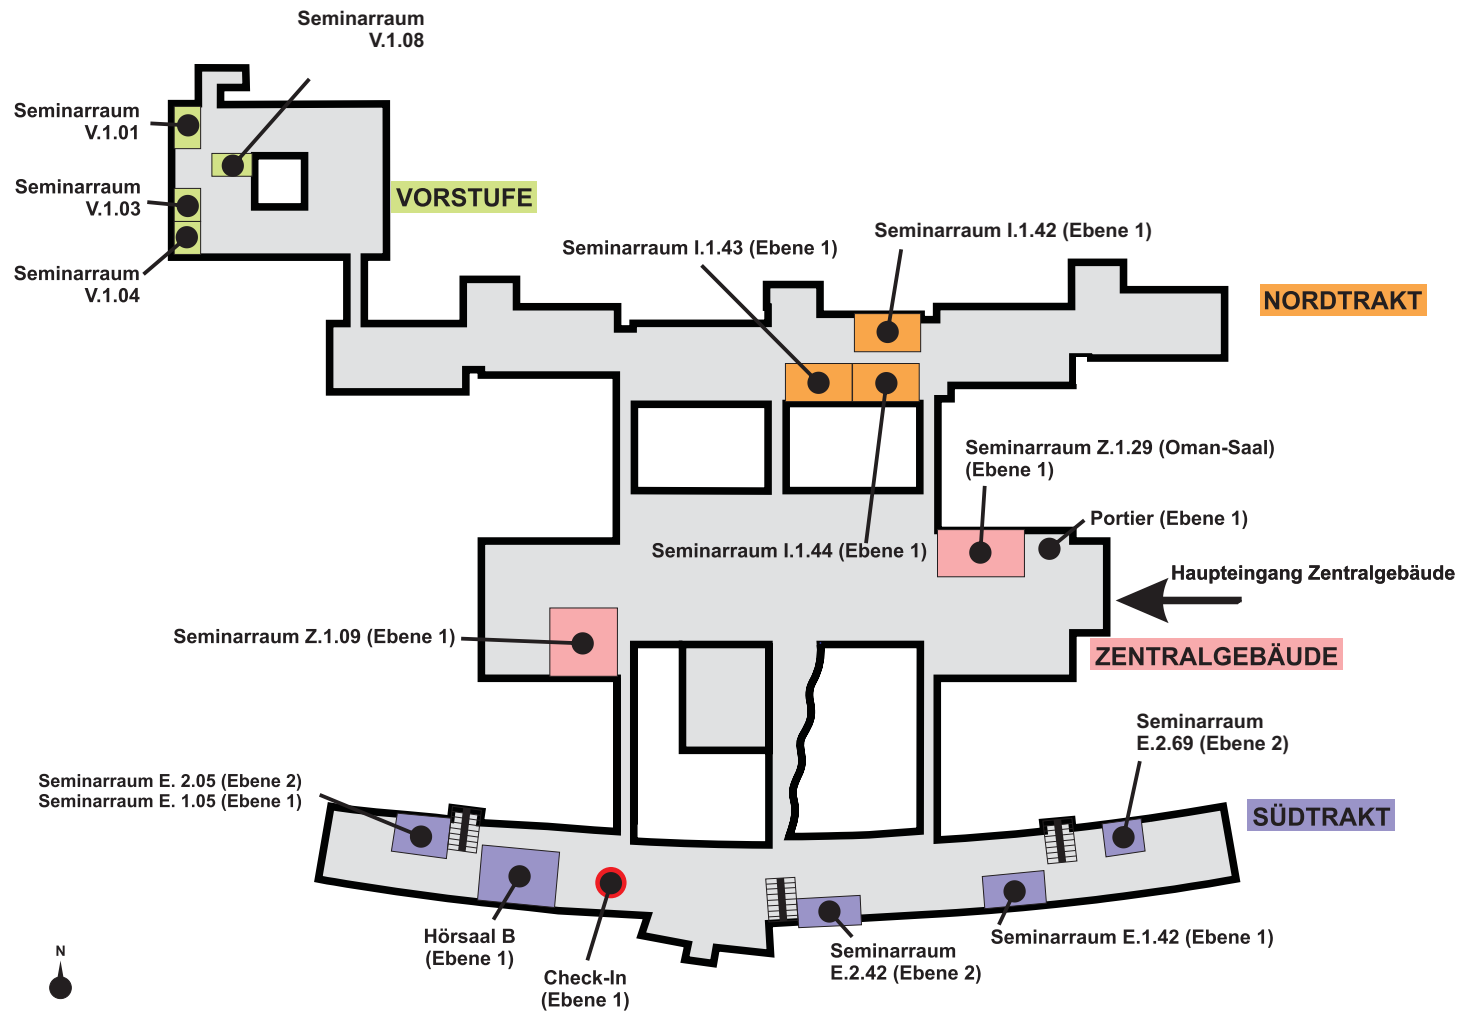 Seminarraum
V.1.08
Seminarraum
V.1.01
Seminarraum
V.1.03
VORSTUFE
Seminarraum
V.1.04
Seminarraum I.1.43 (Ebene 1)
Seminarraum I.1.42 (Ebene 1)
NORDTRAKT
Seminarraum Z.1.29 (Oman-Saal)
(Ebene 1)
Portier (Ebene 1)
Seminarraum I.1.44 (Ebene 1)
Haupteingang Zentralgebäude
Seminarraum Z.1.09 (Ebene 1)
ZENTRALGEBÄUDE
Seminarraum
E.2.69 (Ebene 2)
Seminarraum E. 2.05 (Ebene 2)
Seminarraum E. 1.05 (Ebene 1)
SÜDTRAKT
Hörsaal B
(Ebene 1)
Check-In
(Ebene 1)
Seminarraum
E.2.42 (Ebene 2)
Seminarraum E.1.42 (Ebene 1)
N